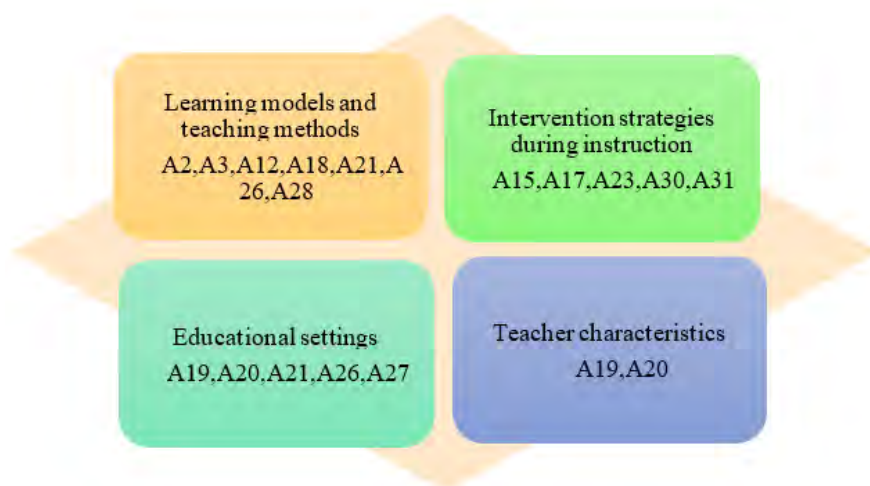 Learning models and
teaching methods
A2,A3,A12,A18,A21,A
26,A28
Intervention strategies
during instruction
A15,A17,A23,A30,A31
Educational settings
A19,A20,A21,A26,A27
Teacher characteristics
A19,A20